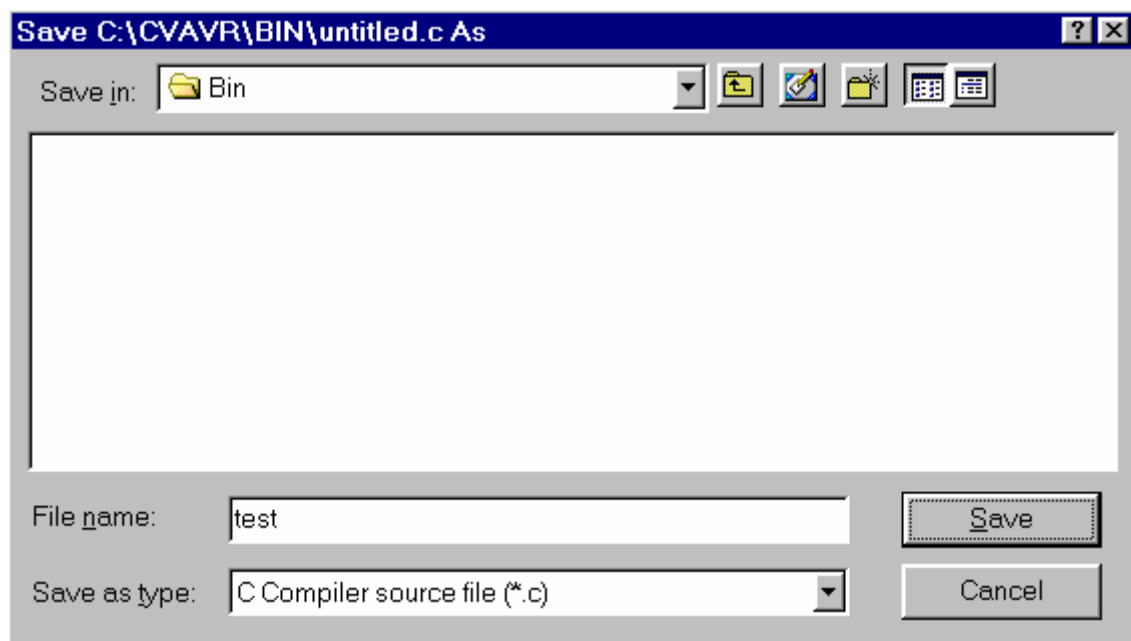 Save C:\CVAVR\BIN\untitled.c As
Save in: Bin
File name: test
Save
Save as type: C Compiler source file (*.c)
Cancel